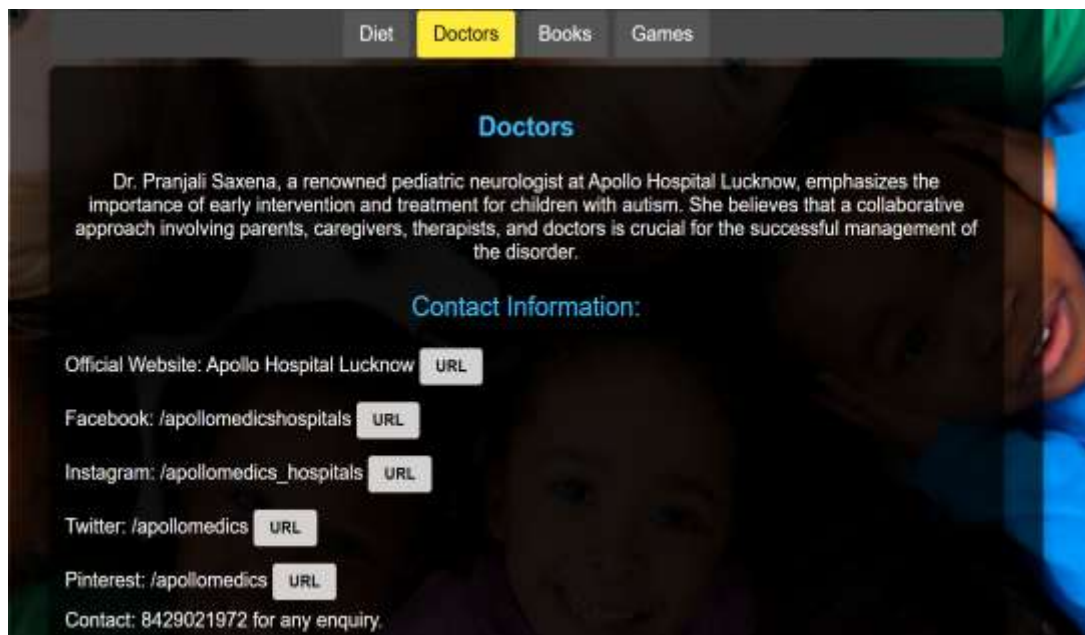 Diet Doctors Books Games
Doctors
Dr. Pranjali Saxena, a renowned pediatric neurologist at Apollo Hospital Lucknow, emphasizes the
importance of early intervention and treatment for children with autism. She believes that a collaborative
approach involving parents, caregivers, therapists, and doctors is crucial for the successful management of
the disorder.
Contact Information:
Official Website: Apollo Hospital Lucknow URL
Facebook: /apollomedicshospitals URL
Instagram: /apollomedics_hospitals URL
Twitter: /apollomedics URL
Pinterest: /apollomedics URL
Contact: 8429021972 for any enquiry.